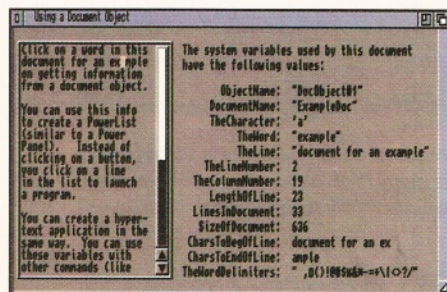 Using a Document Object
Click on a word in this
document for an example
on getting information
from a document object.
You can use this info
to create a PowerList
(similar to a Power
Panel). Instead of
clicking on a button,
you click on a line
in the list to launch
a program.
You can create a hyper-
text application in the
same way. You can use
these variables with
other commands (like
The system variables used by this document
have the following values:
ObjectName: "DocObject#1"
DocumentName: "ExampleDoc"
TheCharacter: 'a'
TheWord: "example"
TheLine: "document for an example"
TheLineNumber: 2
TheColumnNumber: 19
LengthOfLine: 23
LinesInDocument: 33
SizeOfDocument: 636
CharsToBegOfLine: document for an ex
CharsToEndOfLine: ample
TheWordDelimiters: